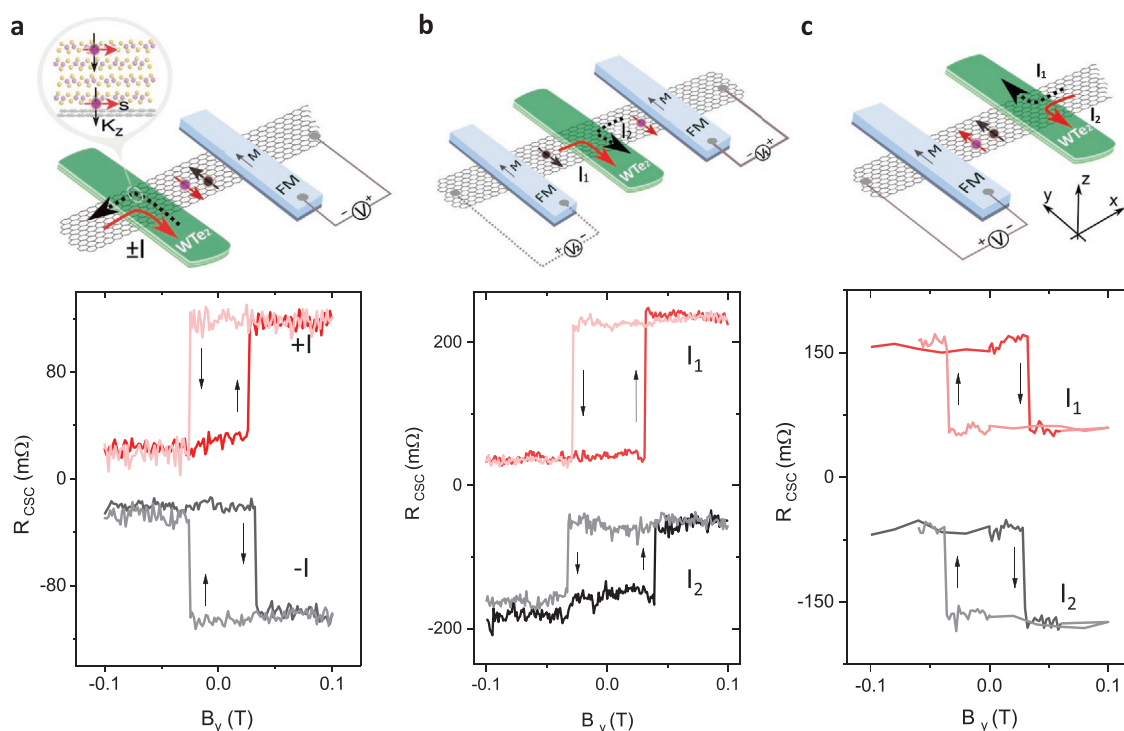 a
b
c
s
K_z
M
FM
WTe₂
±I
- V +
M
FM
WTe₂
I₂
I₁
M
FM
+ V₂ -
- V₁ +
M
FM
+ V -
I₁
I₂
WTe₂
z
y
x
R_CSC (mΩ)
80
0
-80
+I
-I
-0.1
0.0
0.1
B_y (T)
R_CSC (mΩ)
200
0
-200
I₁
I₂
-0.1
0.0
0.1
B_y (T)
R_CSC (mΩ)
150
0
-150
I₁
I₂
-0.1
0.0
0.1
B_y (T)